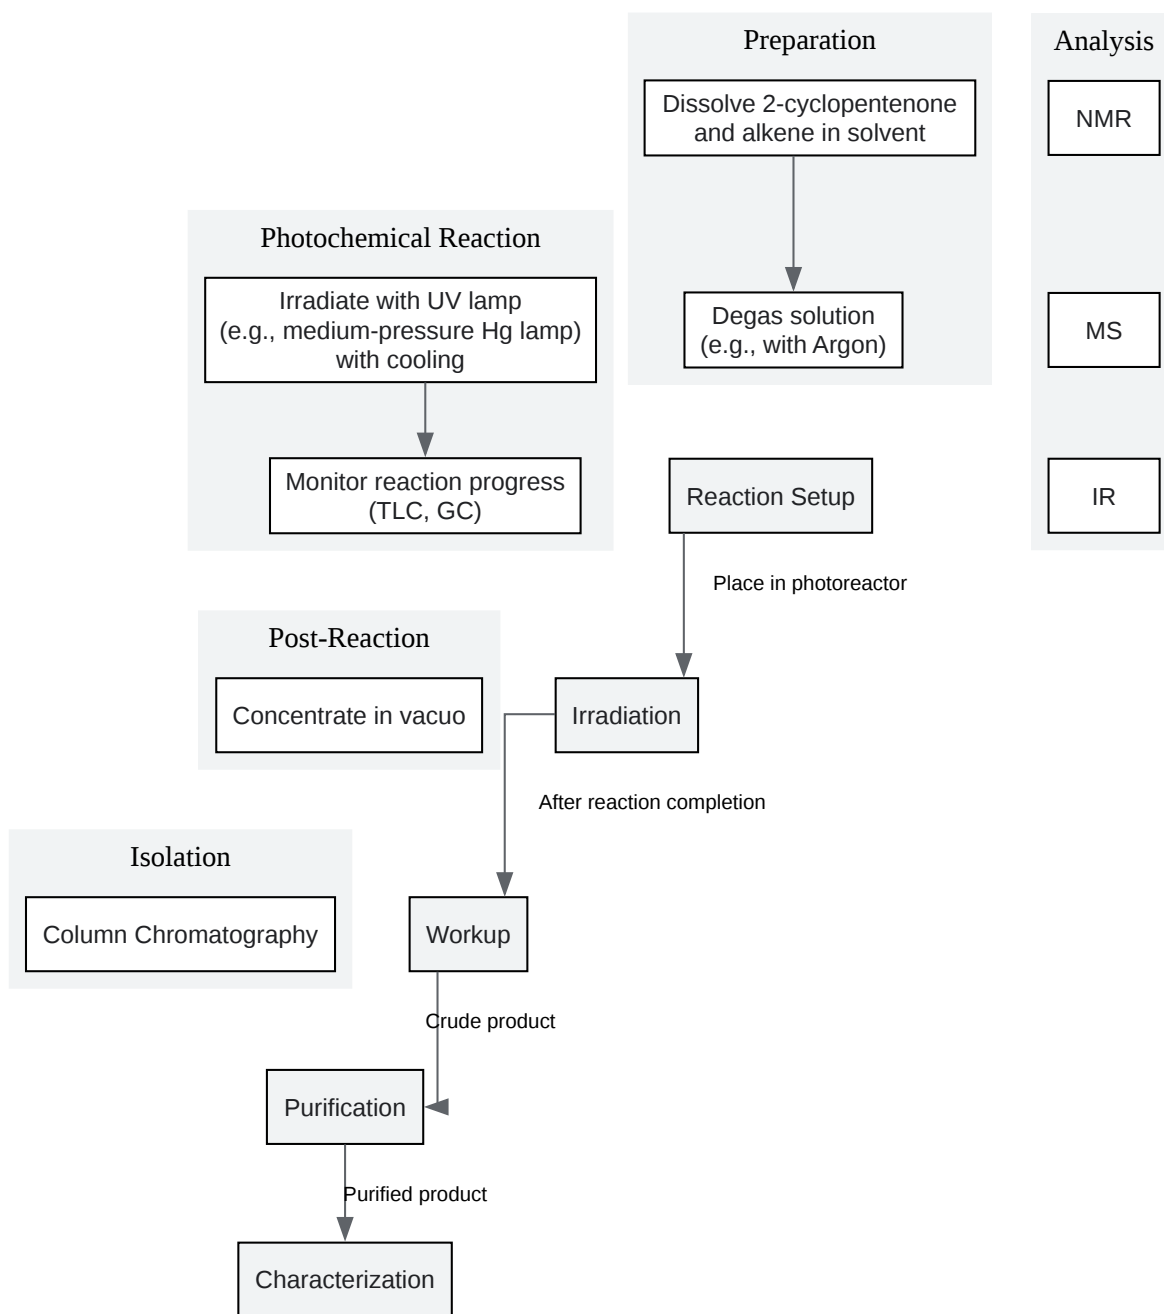 Preparation
Dissolve 2-cyclopentenone
and alkene in solvent
Degas solution
(e.g., with Argon)
Analysis
NMR
MS
IR
Photochemical Reaction
Irradiate with UV lamp
(e.g., medium-pressure Hg lamp)
with cooling
Monitor reaction progress
(TLC, GC)
Reaction Setup
Place in photoreactor
Post-Reaction
Concentrate in vacuo
Irradiation
After reaction completion
Isolation
Column Chromatography
Workup
Crude product
Purification
Purified product
Characterization